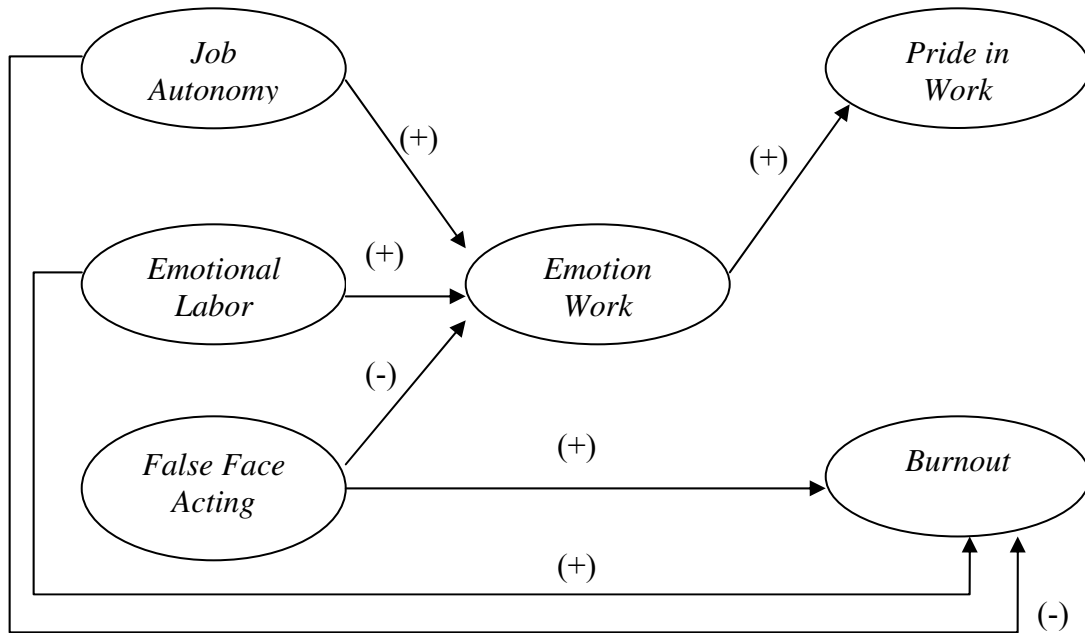 Job
Autonomy
Pride in
Work
(+)
(+)
Emotional
Labor
(+)
Emotion
Work
(-)
False Face
Acting
(+)
Burnout
(+)
(-)